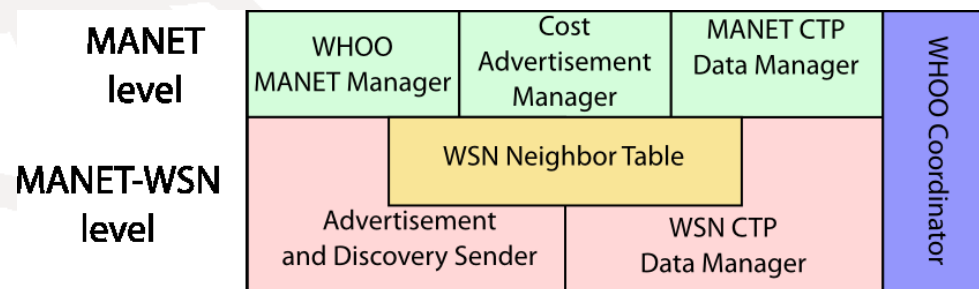 MANET
level
WHOO
MANET Manager
Cost
Advertisement
Manager
MANET CTP
Data Manager
WHOO Coordinator
MANET-WSN
level
WSN Neighbor Table
Advertisement
and Discovery Sender
WSN CTP
Data Manager